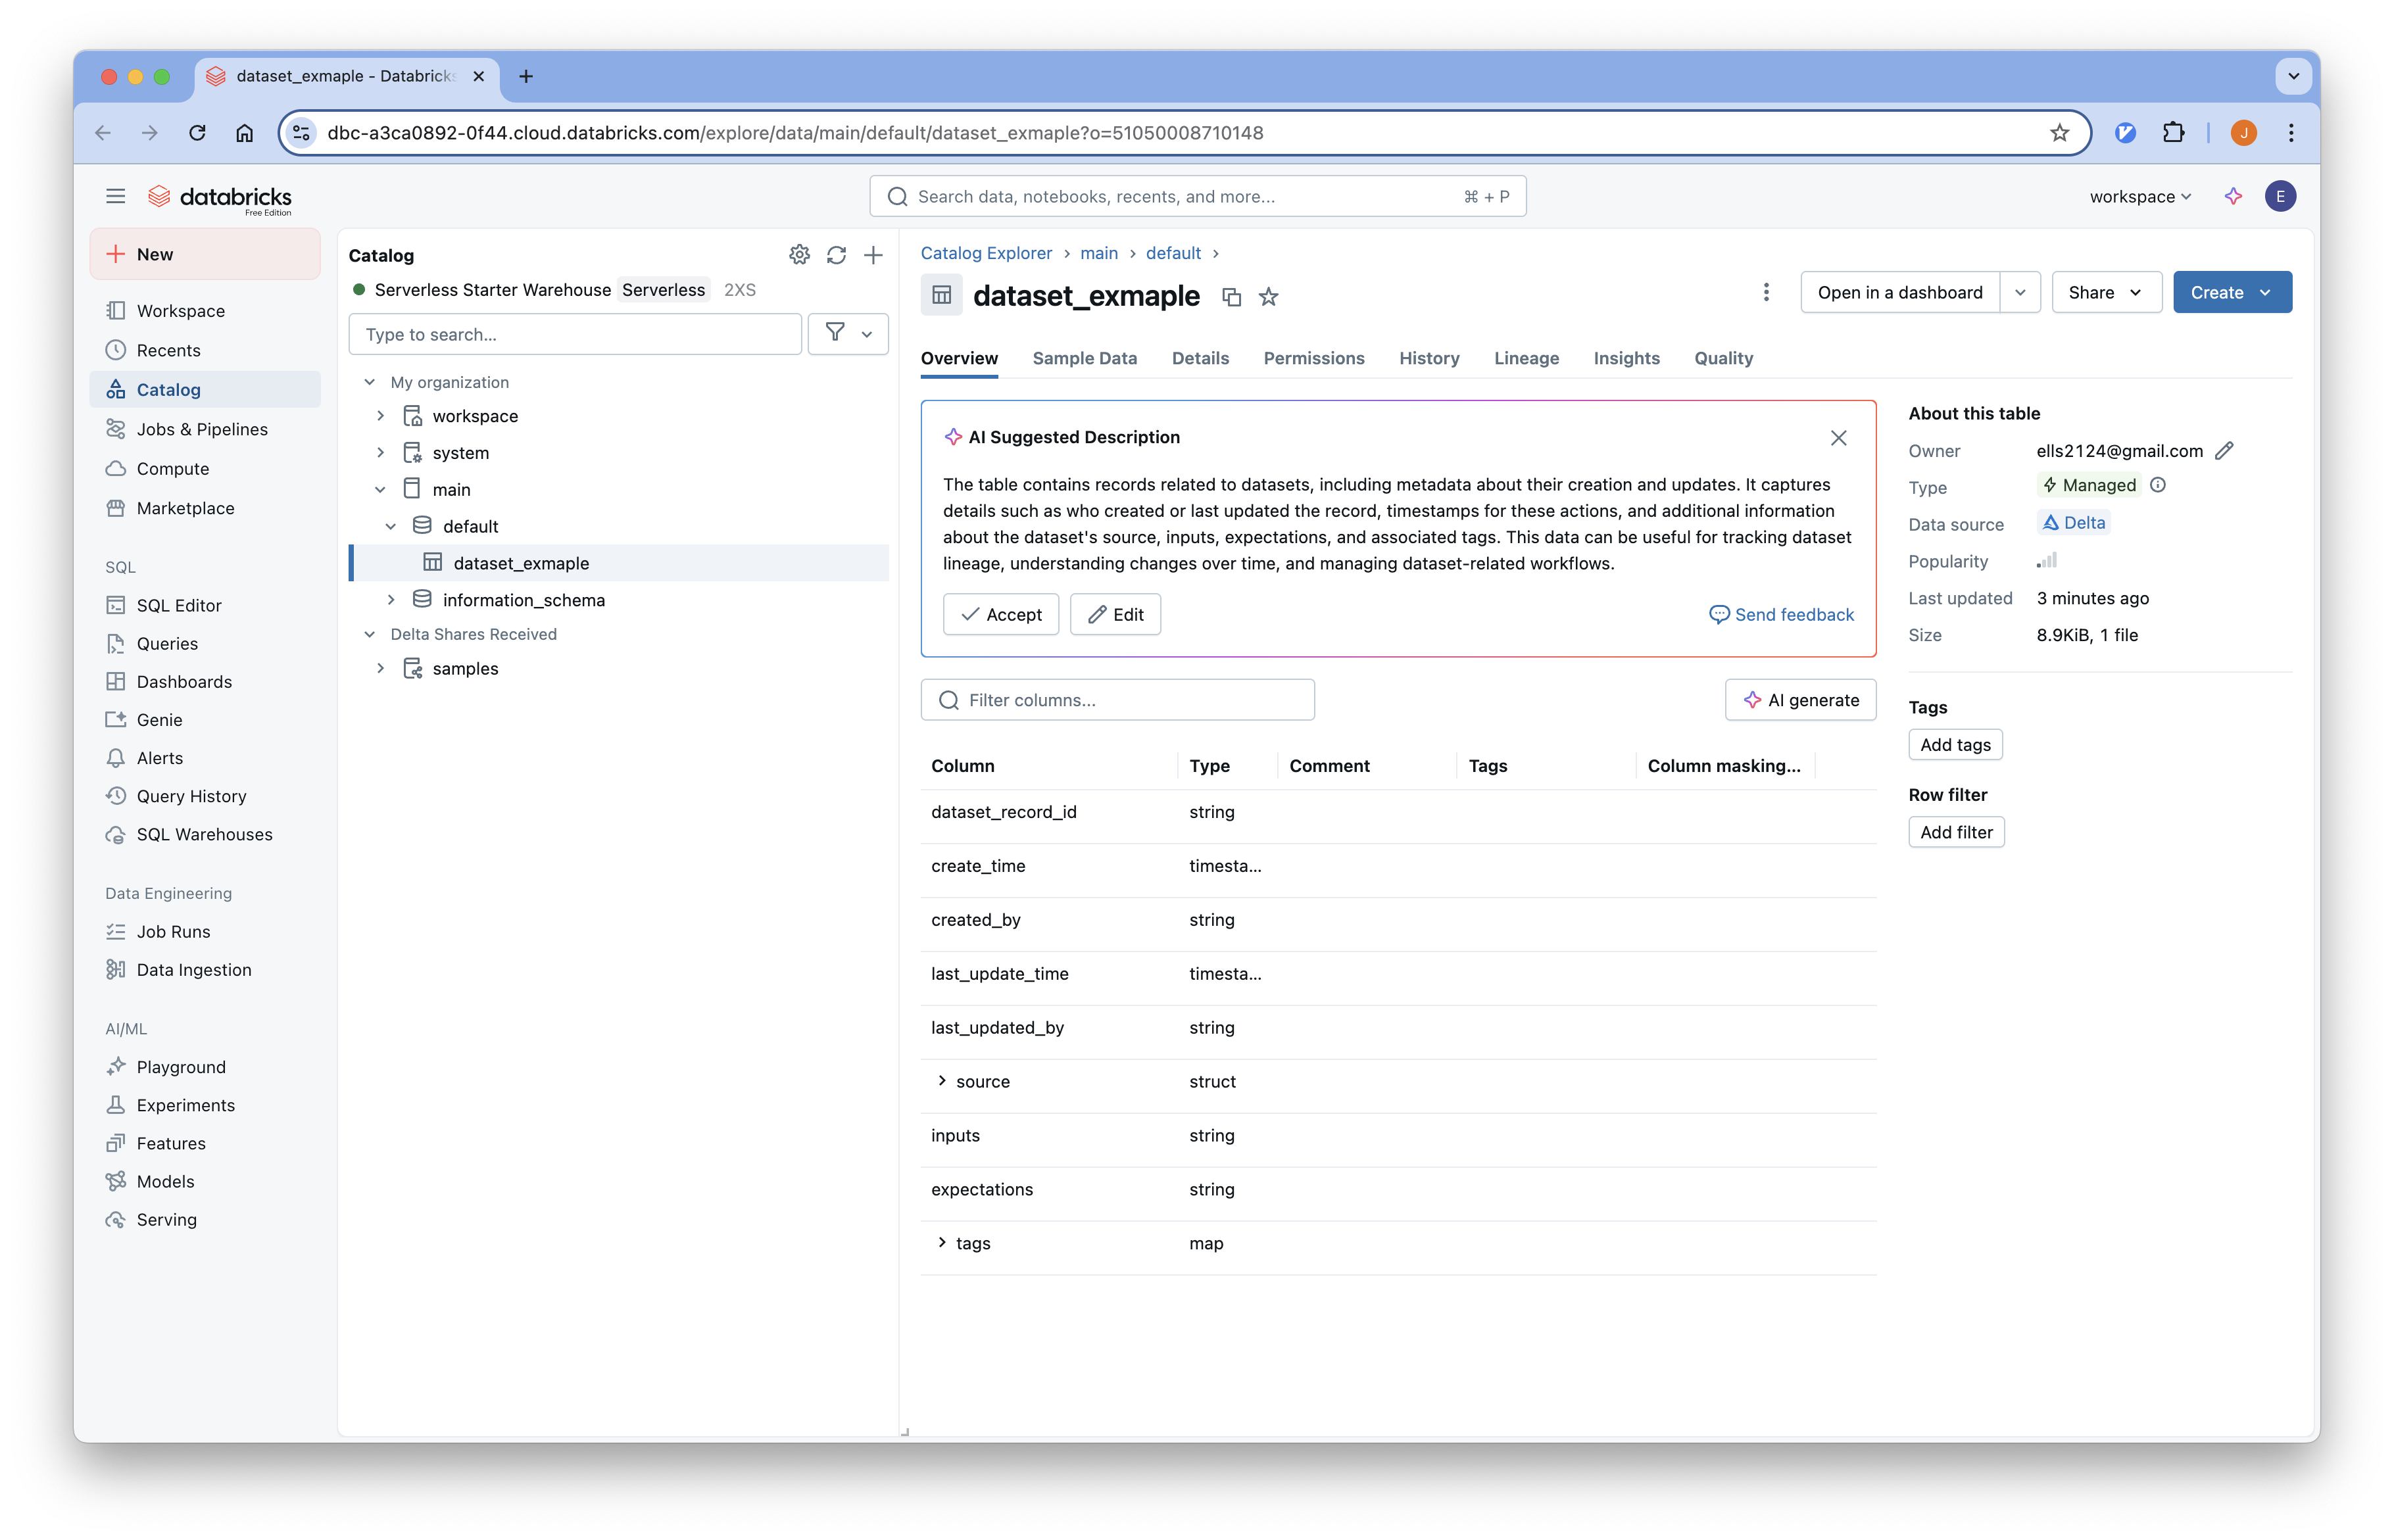 dataset_exmaple - Databricks
dbc-a3ca0892-0f44.cloud.databricks.com/explore/data/main/default/dataset_exmaple?o=51050008710148
J
databricks
Free Edition
Search data, notebooks, recents, and more...
⌘ + P
workspace
E
New
Workspace
Recents
Catalog
Jobs & Pipelines
Compute
Marketplace
SQL
SQL Editor
Queries
Dashboards
Genie
Alerts
Query History
SQL Warehouses
Data Engineering
Job Runs
Data Ingestion
AI/ML
Playground
Experiments
Features
Models
Serving
Catalog
Serverless Starter Warehouse Serverless 2XS
Type to search...
My organization
workspace
system
main
default
dataset_exmaple
information_schema
Delta Shares Received
samples
Catalog Explorer > main > default >
dataset_exmaple
Open in a dashboard
Share
Create
Overview Sample Data Details Permissions History Lineage Insights Quality
AI Suggested Description
The table contains records related to datasets, including metadata about their creation and updates. It captures
details such as who created or last updated the record, timestamps for these actions, and additional information
about the dataset's source, inputs, expectations, and associated tags. This data can be useful for tracking dataset
lineage, understanding changes over time, and managing dataset-related workflows.
Accept
Edit
Send feedback
Filter columns...
AI generate
Column Type Comment Tags Column masking...
dataset_record_id string
create_time timesta...
created_by string
last_update_time timesta...
last_updated_by string
source struct
inputs string
expectations string
tags map
About this table
Owner ells2124@gmail.com
Type Managed
Data source Delta
Popularity
Last updated 3 minutes ago
Size 8.9KiB, 1 file
Tags
Add tags
Row filter
Add filter